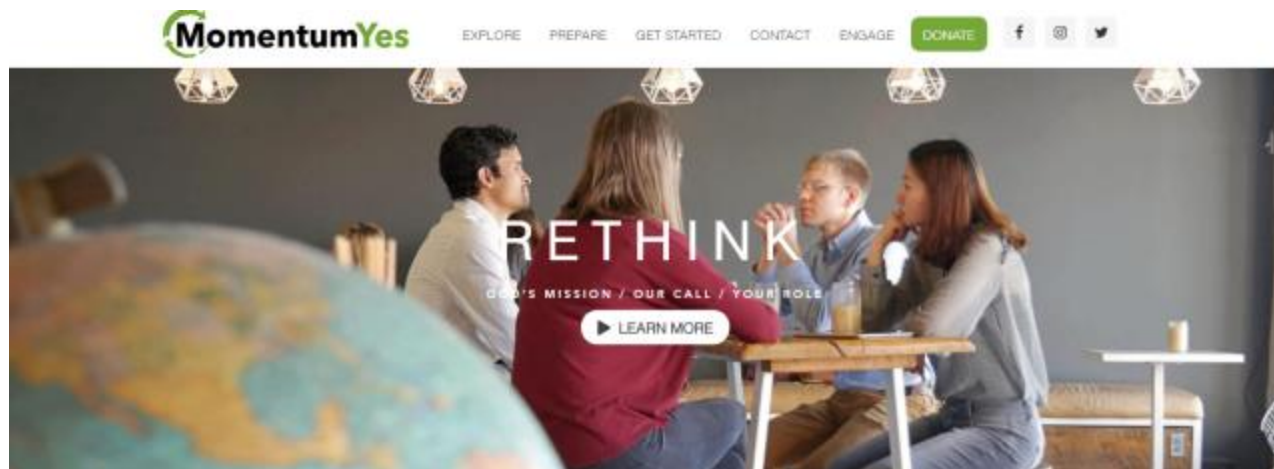 MomentumYes
EXPLORE PREPARE GET STARTED CONTACT ENGAGE DONATE
RETHINK
GOD'S MISSION / OUR CALL / YOUR ROLE
LEARN MORE